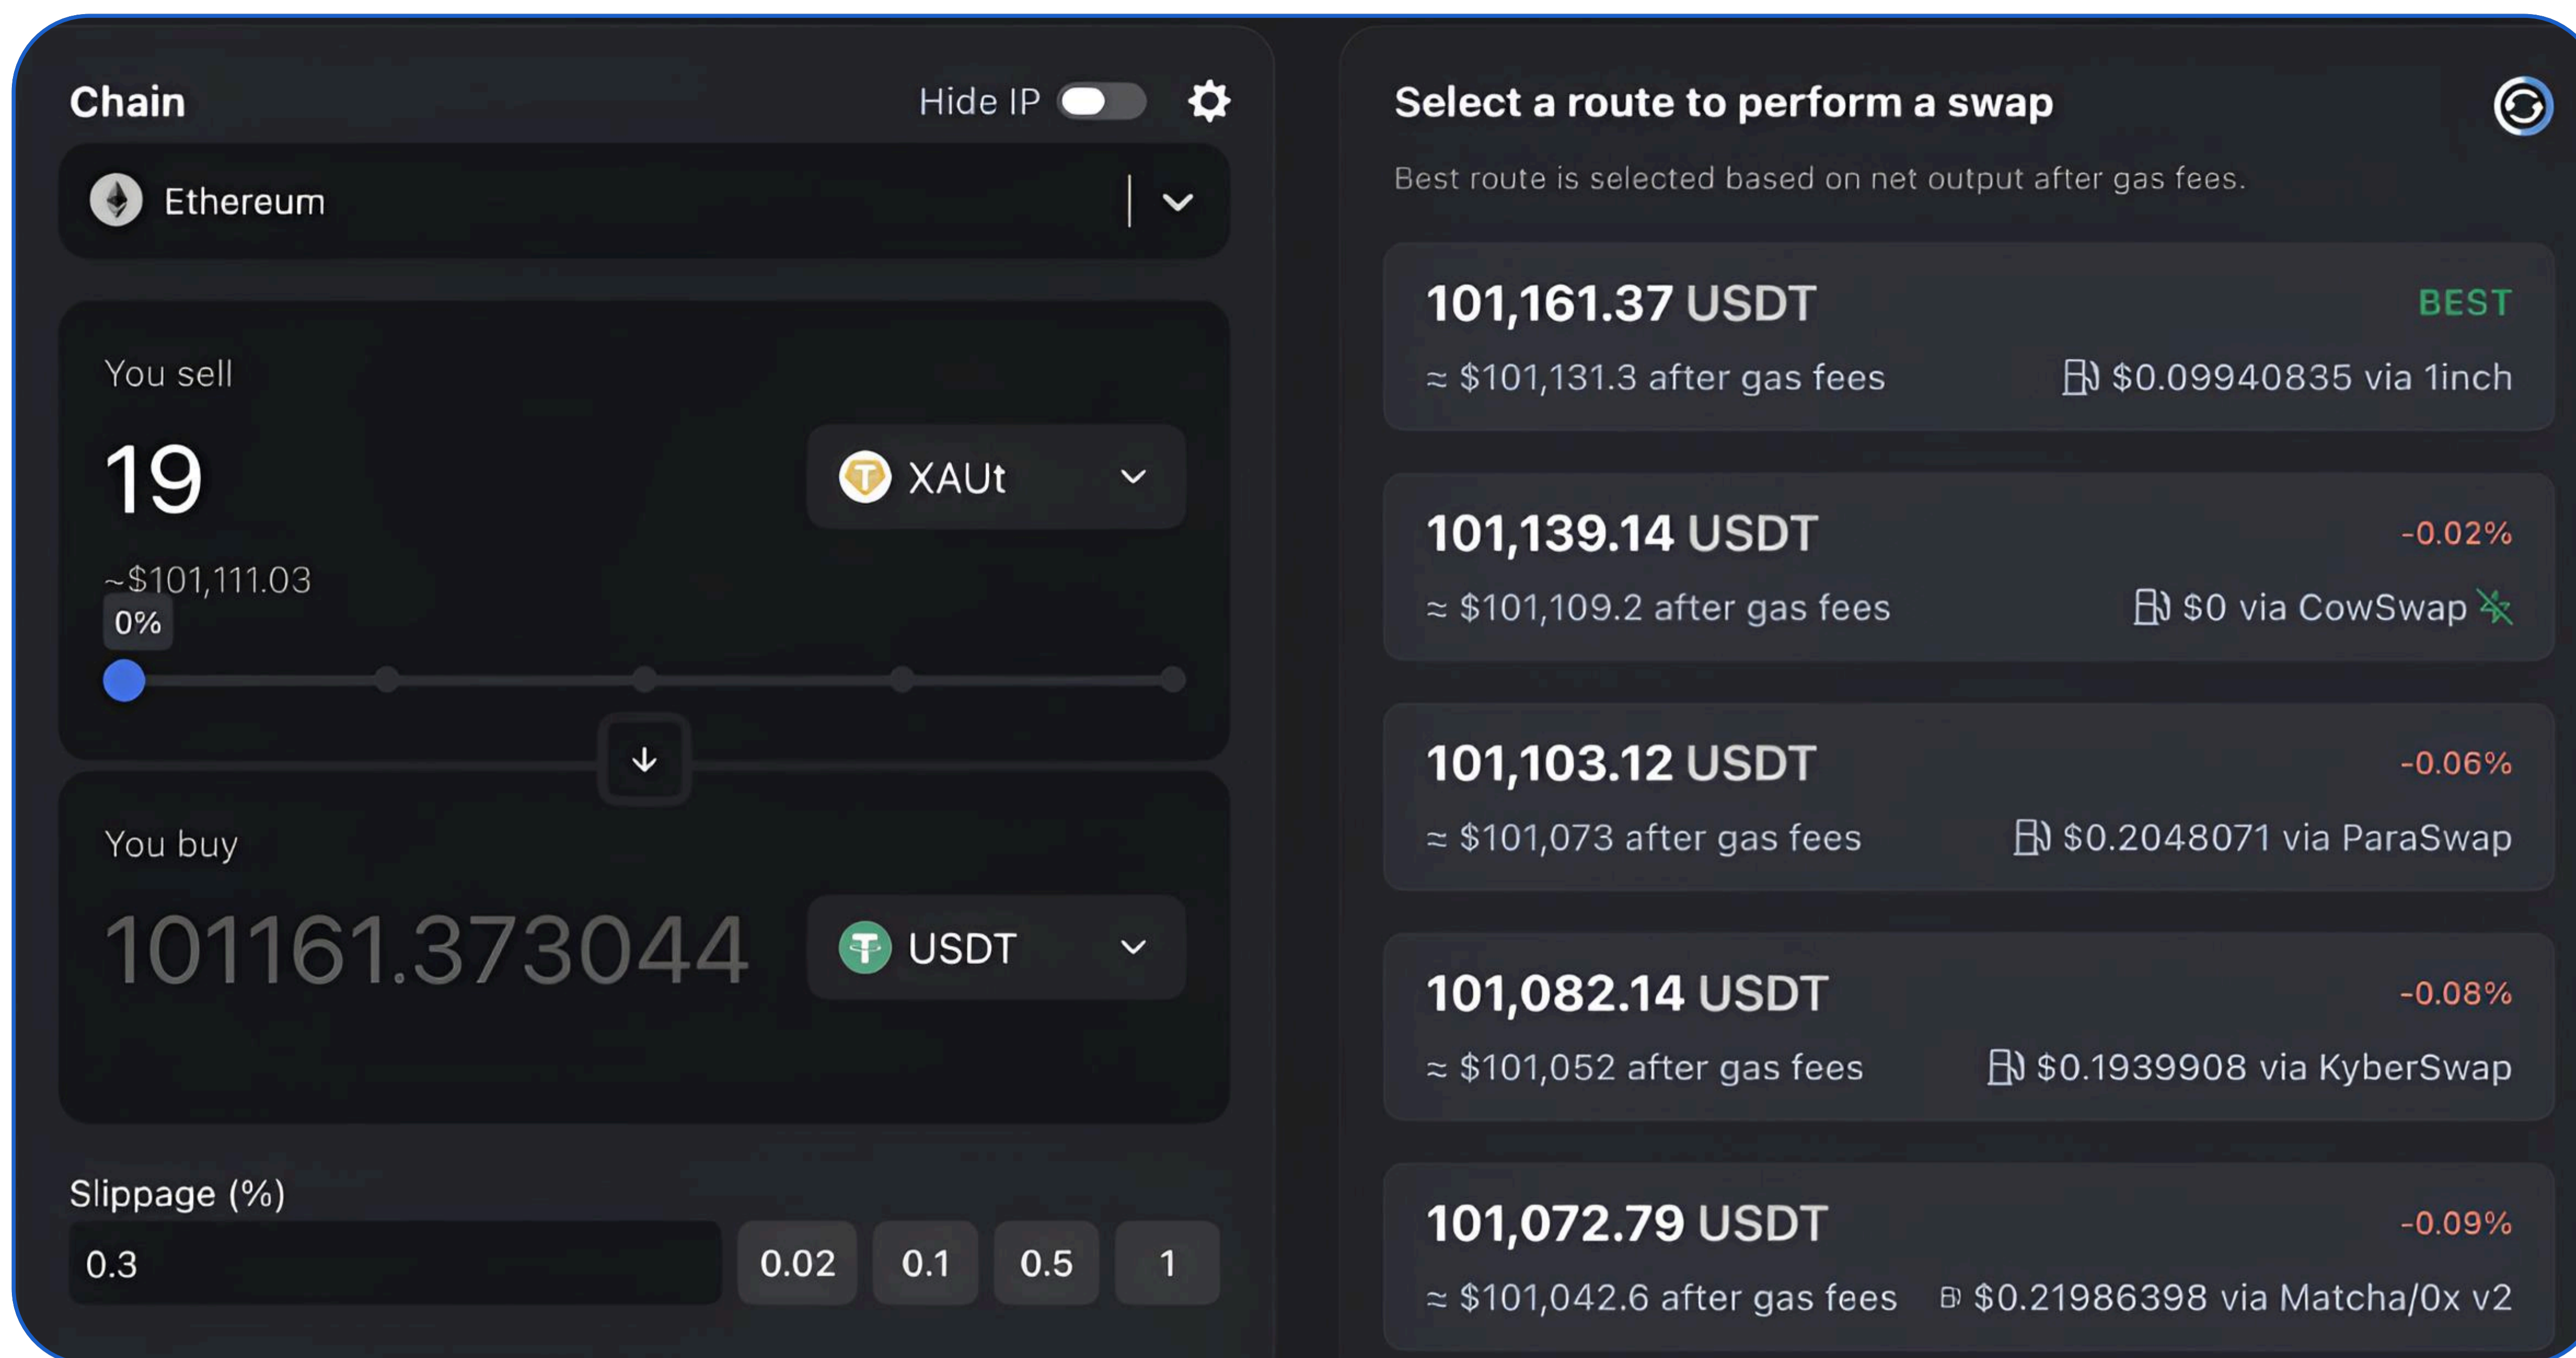 Chain
Hide IP
Ethereum
You sell
19
XAUt
~$101,111.03
0%
You buy
101161.373044
USDT
Slippage (%)
0.3
0.02
0.1
0.5
1
Select a route to perform a swap
Best route is selected based on net output after gas fees.
101,161.37 USDT
BEST
≈ $101,131.3 after gas fees
$0.09940835 via 1inch
101,139.14 USDT
-0.02%
≈ $101,109.2 after gas fees
$0 via CowSwap
101,103.12 USDT
-0.06%
≈ $101,073 after gas fees
$0.2048071 via ParaSwap
101,082.14 USDT
-0.08%
≈ $101,052 after gas fees
$0.1939908 via KyberSwap
101,072.79 USDT
-0.09%
≈ $101,042.6 after gas fees
$0.21986398 via Matcha/0x v2